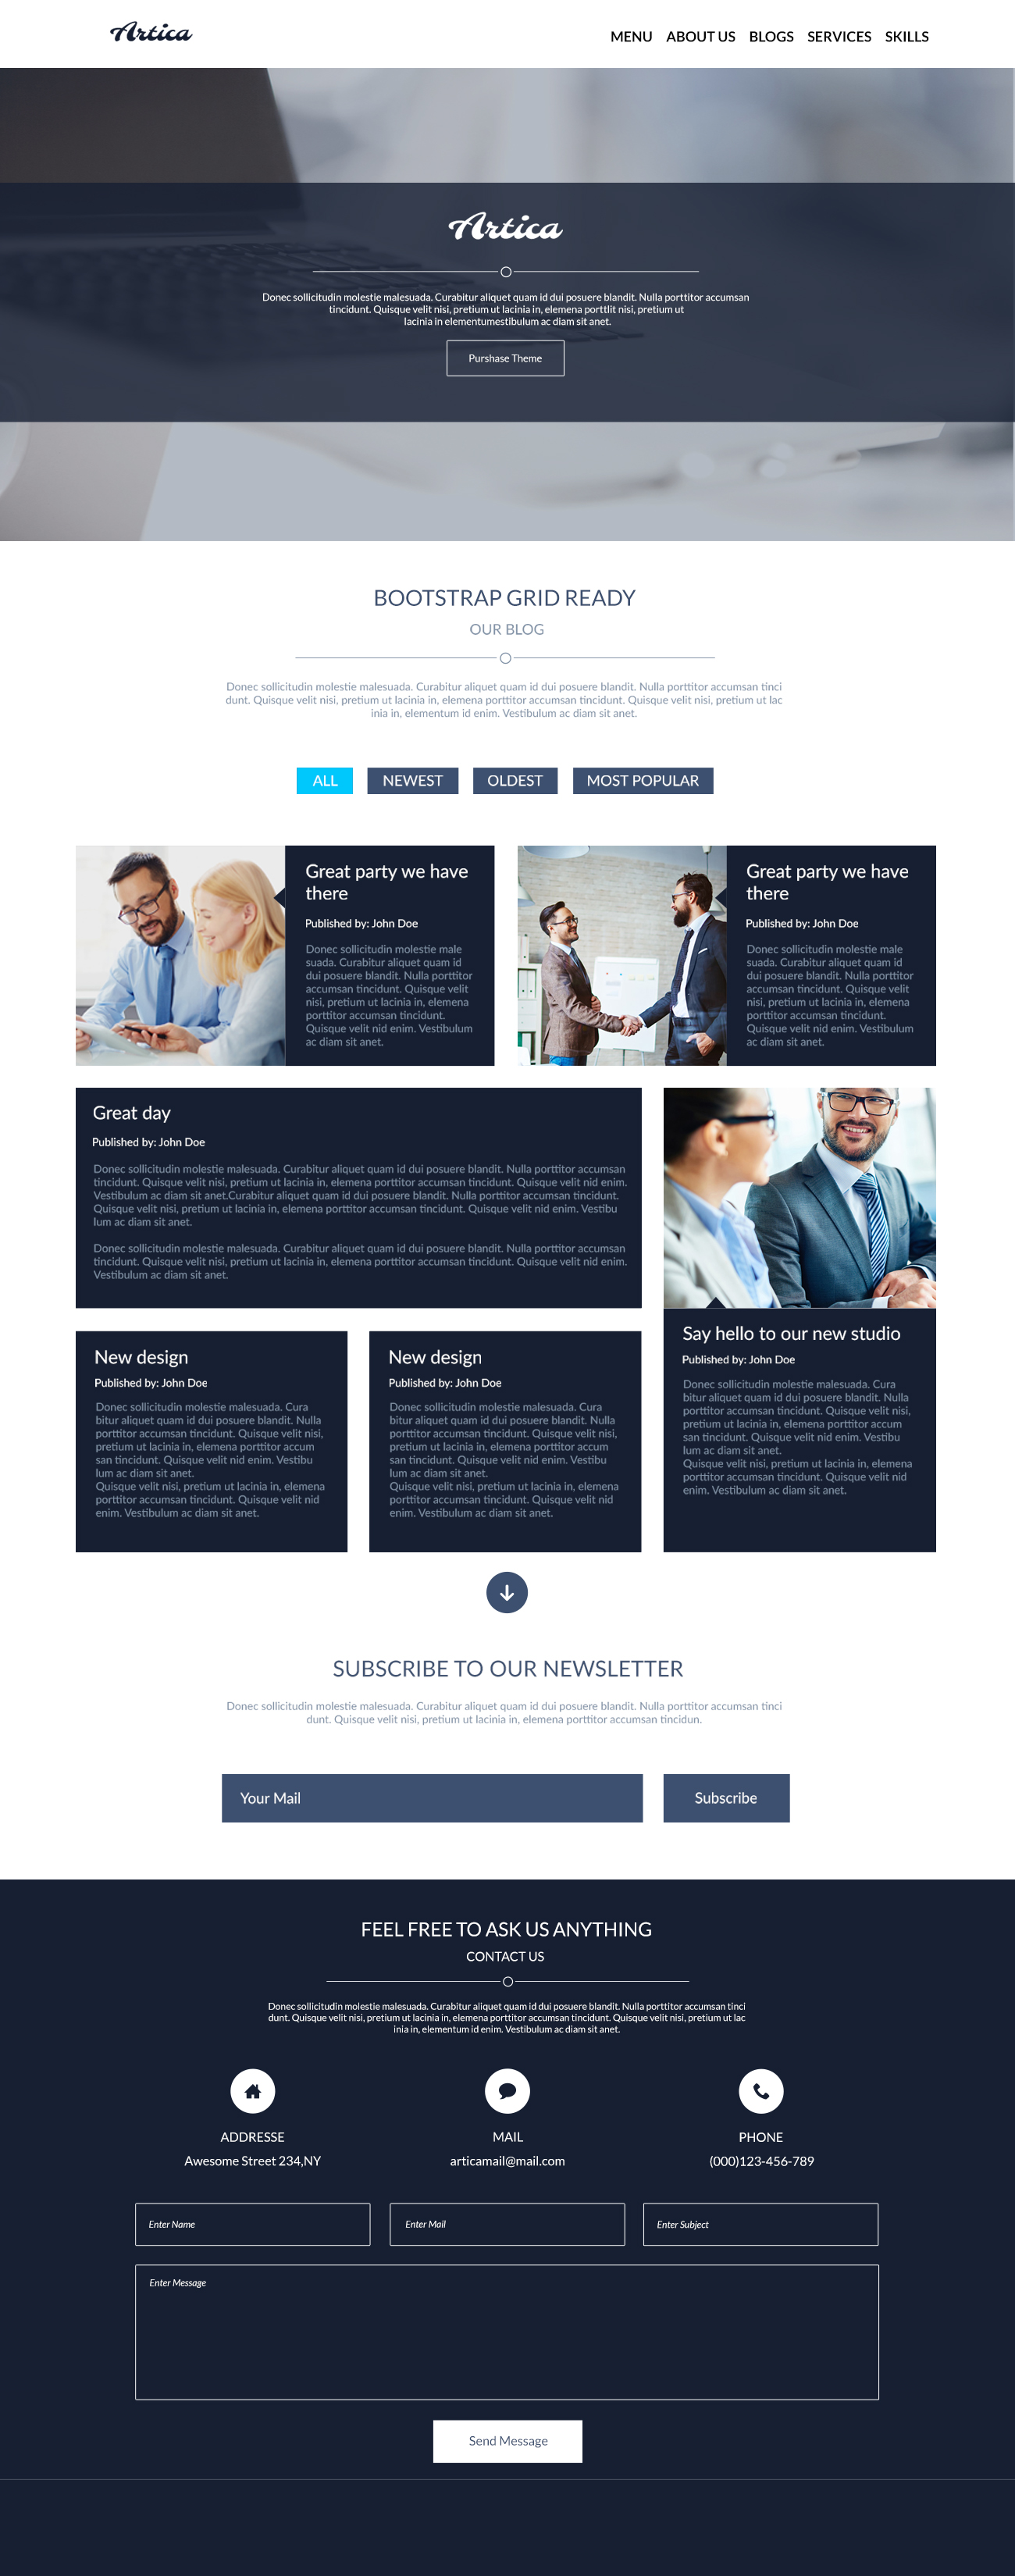 Artica
MENU ABOUT US BLOGS SERVICES SKILLS
Artica
Donec sollicitudin molestie malesuada. Curabitur aliquet quam id dui posuere blandit. Nulla porttitor accumsan
tincidunt. Quisque velit nisi, pretium ut lacinia in, elemena porttlit nisi, pretium ut
lacinia in elementumestibulum ac diam sit anet.
Purshase Theme
BOOTSTRAP GRID READY
OUR BLOG
Donec sollicitudin molestie malesuada. Curabitur aliquet quam id dui posuere blandit. Nulla porttitor accumsan tinci
dunt. Quisque velit nisi, pretium ut lacinia in, elemena porttitor accumsan tincidunt. Quisque velit nisi, pretium ut lac
inia in, elementum id enim. Vestibulum ac diam sit anet.
ALL NEWEST OLDEST MOST POPULAR
Great party we have
there
Published by: John Doe
Donec sollicitudin molestie male
suada. Curabitur aliquet quam id
dui posuere blandit. Nulla porttitor
accumsan tincidunt. Quisque velit
nisi, pretium ut lacinia in, elemena
porttitor accumsan tincidunt.
Quisque velit nid enim. Vestibulum
ac diam sit anet.
Great party we have
there
Published by: John Doe
Donec sollicitudin molestie male
suada. Curabitur aliquet quam id
dui posuere blandit. Nulla porttitor
accumsan tincidunt. Quisque velit
nisi, pretium ut lacinia in, elemena
porttitor accumsan tincidunt.
Quisque velit nid enim. Vestibulum
ac diam sit anet.
Great day
Published by: John Doe
Donec sollicitudin molestie malesuada. Curabitur aliquet quam id dui posuere blandit. Nulla porttitor accumsan
tincidunt. Quisque velit nisi, pretium ut lacinia in, elemena porttitor accumsan tincidunt. Quisque velit nid enim.
Vestibulum ac diam sit anet.Curabitur aliquet quam id dui posuere blandit. Nulla porttitor accumsan tincidunt.
Quisque velit nisi, pretium ut lacinia in, elemena porttitor accumsan tincidunt. Quisque velit nid enim. Vestibu
lum ac diam sit anet.
Donec sollicitudin molestie malesuada. Curabitur aliquet quam id dui posuere blandit. Nulla porttitor accumsan
tincidunt. Quisque velit nisi, pretium ut lacinia in, elemena porttitor accumsan tincidunt. Quisque velit nid enim.
Vestibulum ac diam sit anet.
Say hello to our new studio
Published by: John Doe
Donec sollicitudin molestie malesuada. Cura
bitur aliquet quam id dui posuere blandit. Nulla
porttitor accumsan tincidunt. Quisque velit nisi,
pretium ut lacinia in, elemena porttitor accum
san tincidunt. Quisque velit nid enim. Vestibu
lum ac diam sit anet.
Quisque velit nisi, pretium ut lacinia in, elemena
porttitor accumsan tincidunt. Quisque velit nid
enim. Vestibulum ac diam sit anet.
New design
Published by: John Doe
Donec sollicitudin molestie malesuada. Cura
bitur aliquet quam id dui posuere blandit. Nulla
porttitor accumsan tincidunt. Quisque velit nisi,
pretium ut lacinia in, elemena porttitor accum
san tincidunt. Quisque velit nid enim. Vestibu
lum ac diam sit anet.
Quisque velit nisi, pretium ut lacinia in, elemena
porttitor accumsan tincidunt. Quisque velit nid
enim. Vestibulum ac diam sit anet.
New design
Published by: John Doe
Donec sollicitudin molestie malesuada. Cura
bitur aliquet quam id dui posuere blandit. Nulla
porttitor accumsan tincidunt. Quisque velit nisi,
pretium ut lacinia in, elemena porttitor accum
san tincidunt. Quisque velit nid enim. Vestibu
lum ac diam sit anet.
Quisque velit nisi, pretium ut lacinia in, elemena
porttitor accumsan tincidunt. Quisque velit nid
enim. Vestibulum ac diam sit anet.
SUBSCRIBE TO OUR NEWSLETTER
Donec sollicitudin molestie malesuada. Curabitur aliquet quam id dui posuere blandit. Nulla porttitor accumsan tinci
dunt. Quisque velit nisi, pretium ut lacinia in, elemena porttitor accumsan tincidun.
Your Mail
Subscribe
FEEL FREE TO ASK US ANYTHING
CONTACT US
Donec sollicitudin molestie malesuada. Curabitur aliquet quam id dui posuere blandit. Nulla porttitor accumsan tinci
dunt. Quisque velit nisi, pretium ut lacinia in, elemena porttitor accumsan tincidunt. Quisque velit nisi, pretium ut lac
inia in, elementum id enim. Vestibulum ac diam sit anet.
ADDRESSE
Awesome Street 234,NY
MAIL
articamail@mail.com
PHONE
(000)123-456-789
Enter Name
Enter Mail
Enter Subject
Enter Message
Send Message